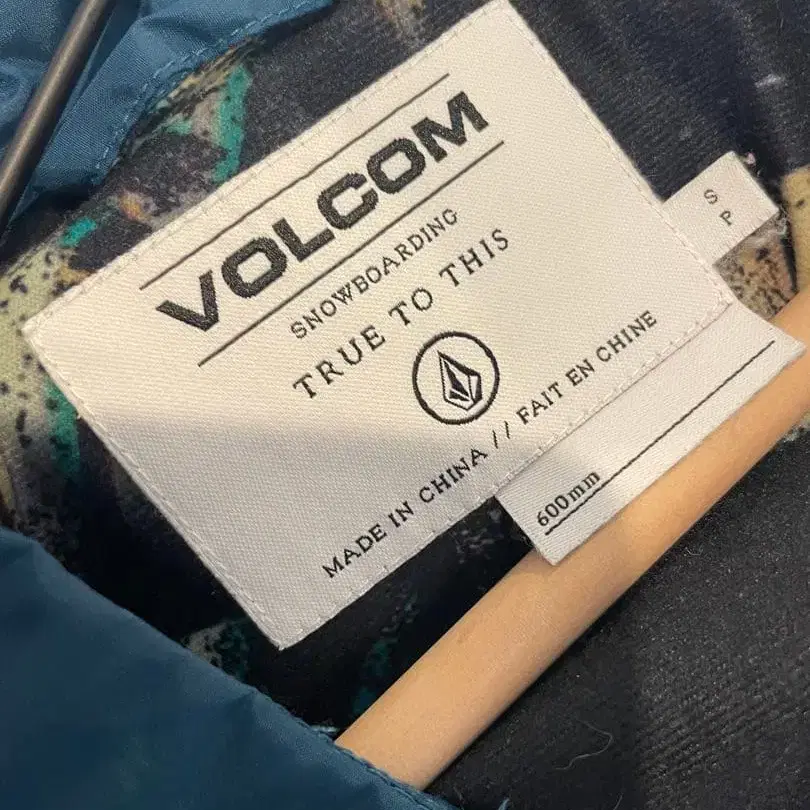 VOLCOM
SNOWBOARDING
TRUE TO THIS
MADE IN CHINA // FAIT EN CHINE
S
P
600mm